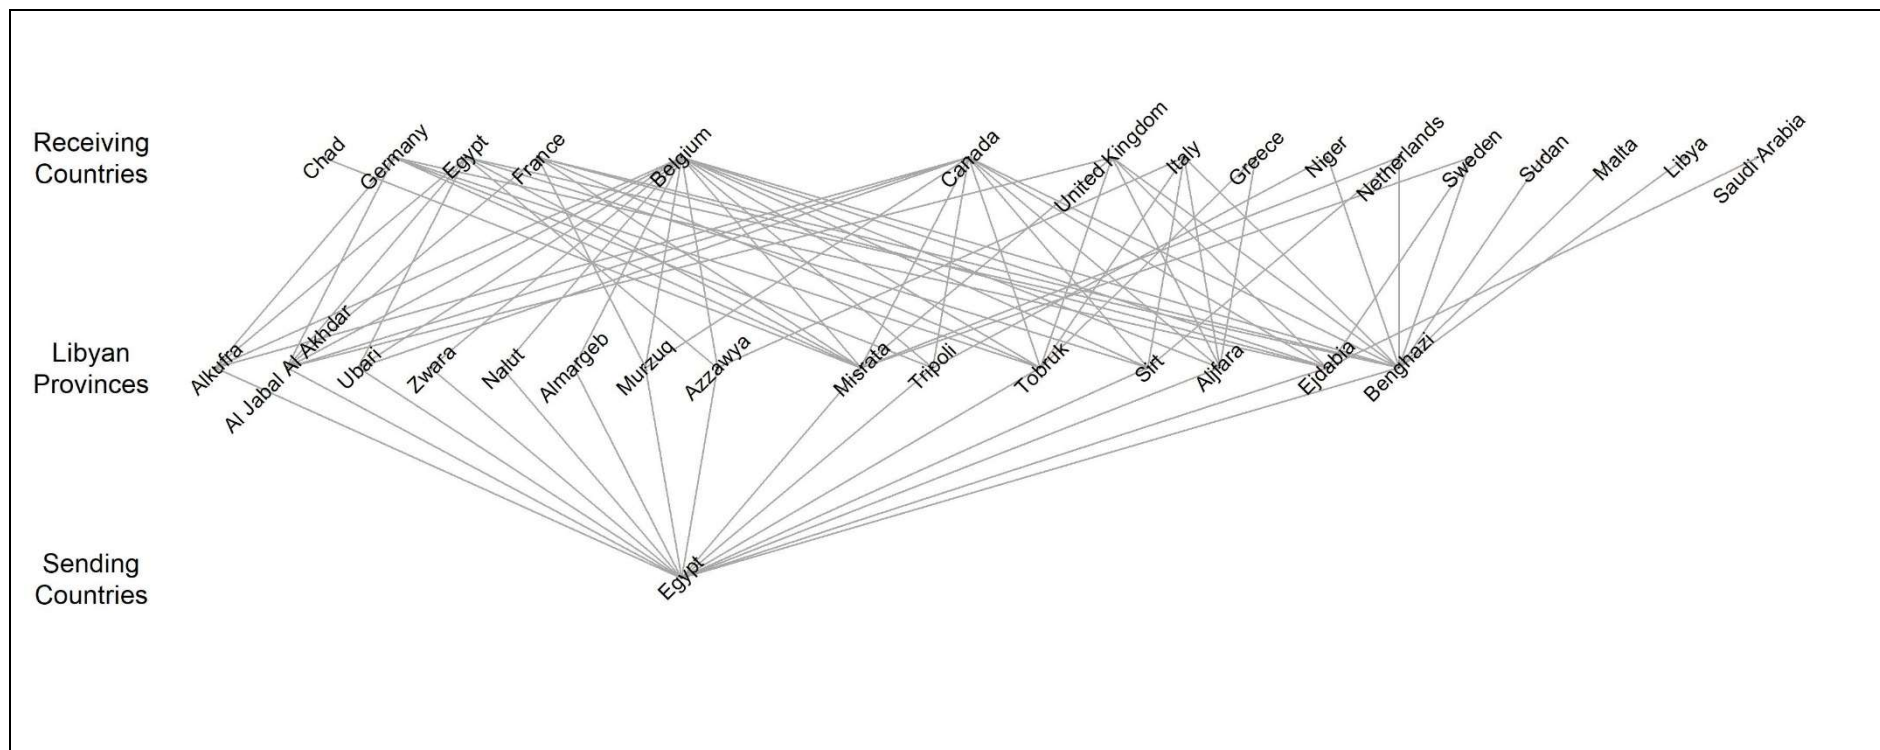 Receiving
Countries
Chad
Germany
Egypt
France
Belgium
Canada
United Kingdom
Italy
Greece
Niger
Netherlands
Sweden
Sudan
Malta
Libya
Saudi Arabia
Libyan
Provinces
Alkufra
Al Jabal Al Akhdar
Ubari
Zwara
Nalut
Almargeb
Murzuq
Azzawya
Misrata
Tripoli
Tobruk
Sirt
Aljfara
Ejdabia
Benghazi
Sending
Countries
Egypt